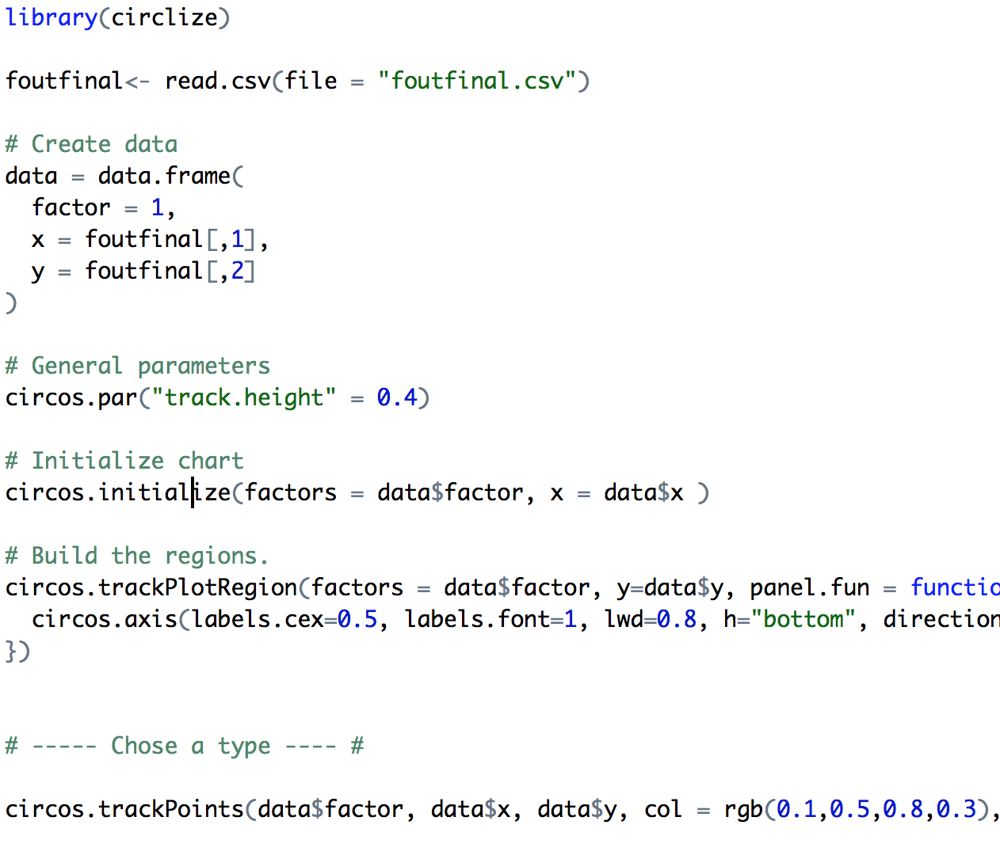 library(circlize)
foutfinal<- read.csv(file = "foutfinal.csv")
# Create data
data = data.frame(
  factor = 1,
  x = foutfinal[,1],
  y = foutfinal[,2]
)
# General parameters
circos.par("track.height" = 0.4)
# Initialize chart
circos.initialize(factors = data$factor, x = data$x )
# Build the regions.
circos.trackPlotRegion(factors = data$factor, y=data$y, panel.fun = functio
  circos.axis(labels.cex=0.5, labels.font=1, lwd=0.8, h="bottom", direction
})
# ----- Chose a type ---- #
circos.trackPoints(data$factor, data$x, data$y, col = rgb(0.1,0.5,0.8,0.3),